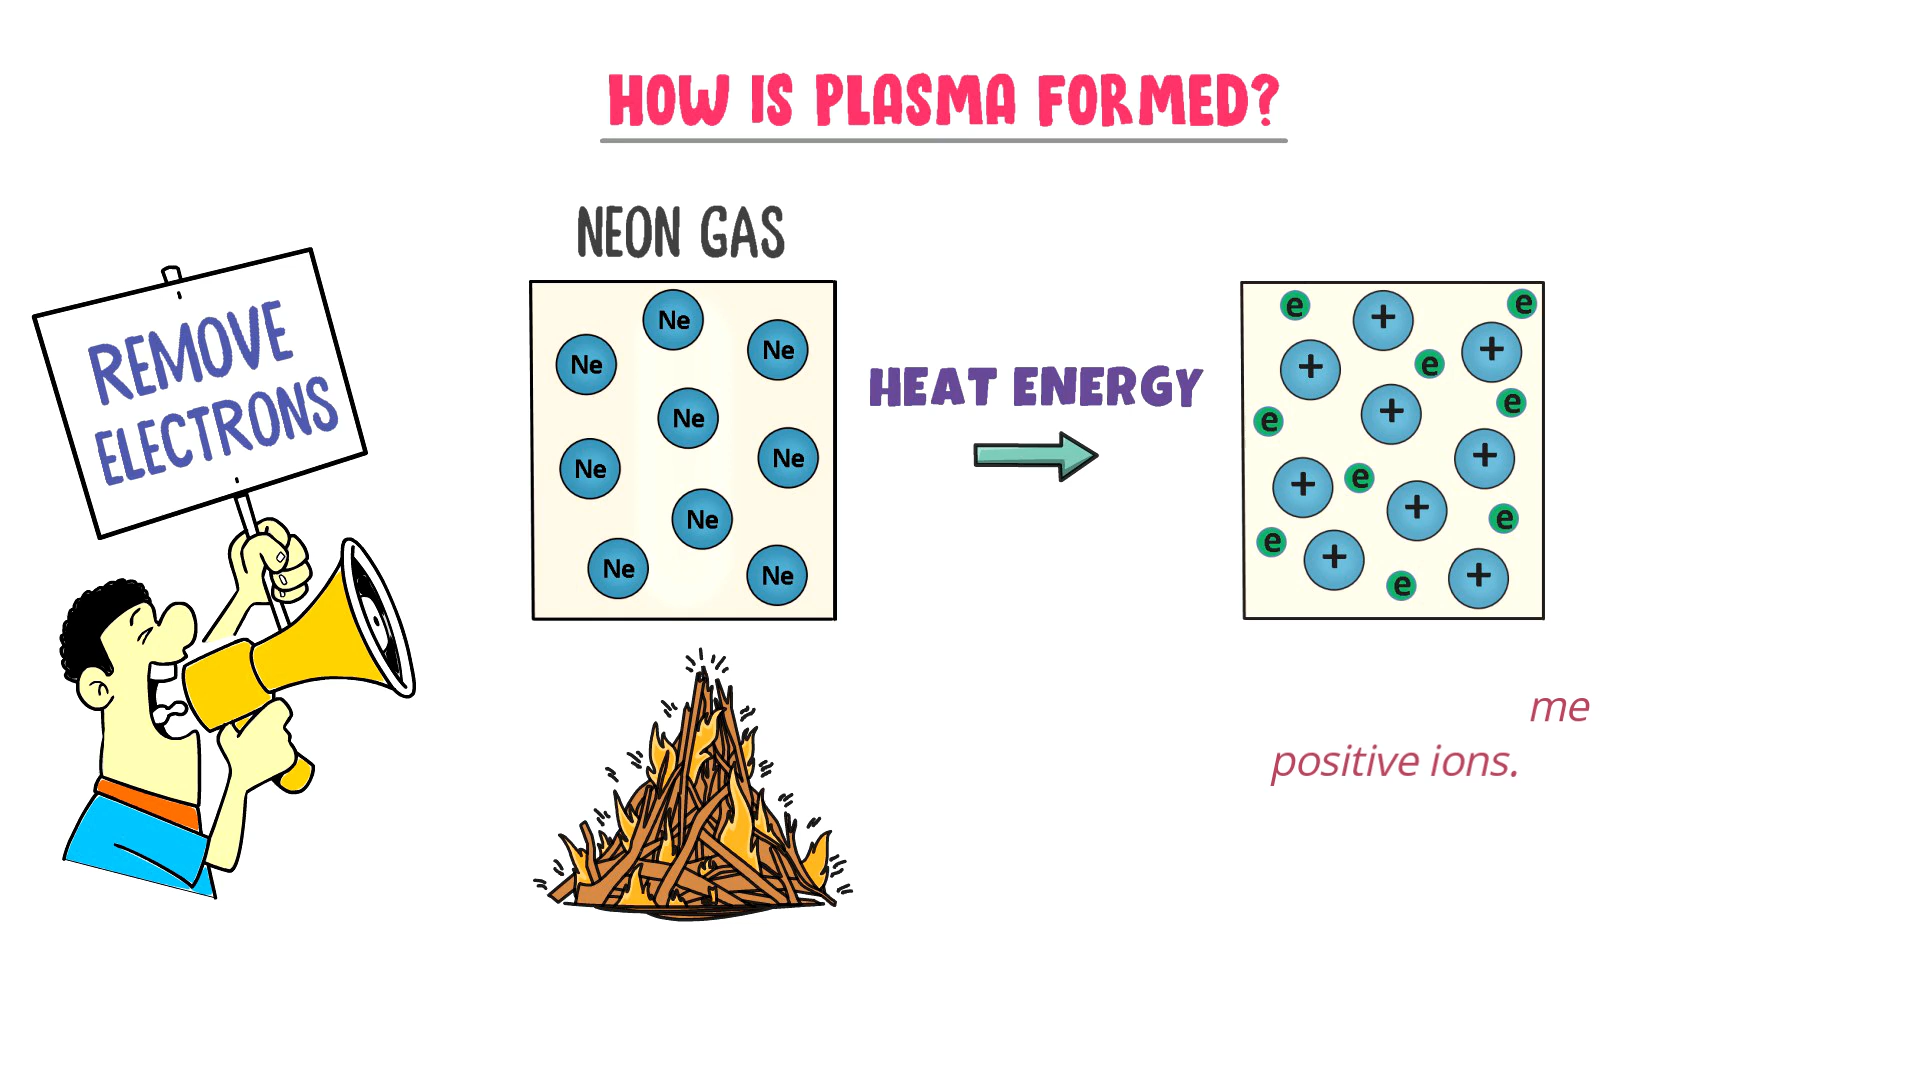 HOW IS PLASMA FORMED?
NEON GAS
REMOVE
ELECTRONS
Ne
Ne
Ne
Ne
Ne
Ne
Ne
Ne
Ne
HEAT ENERGY
e
+
e
+
+
e
+
e
e
+
+
e
+
e
e
+
+
e
me
positive ions.